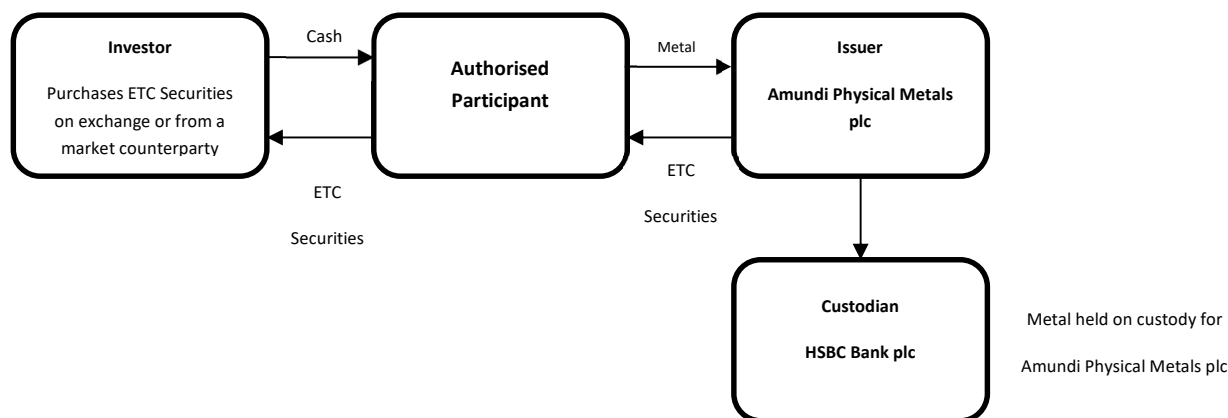 Investor
Purchases ETC Securities
on exchange or from a
market counterparty
Cash
ETC
Securities
Authorised
Participant
Metal
ETC
Securities
Issuer
Amundi Physical Metals
plc
Custodian
HSBC Bank plc
Metal held on custody for
Amundi Physical Metals plc